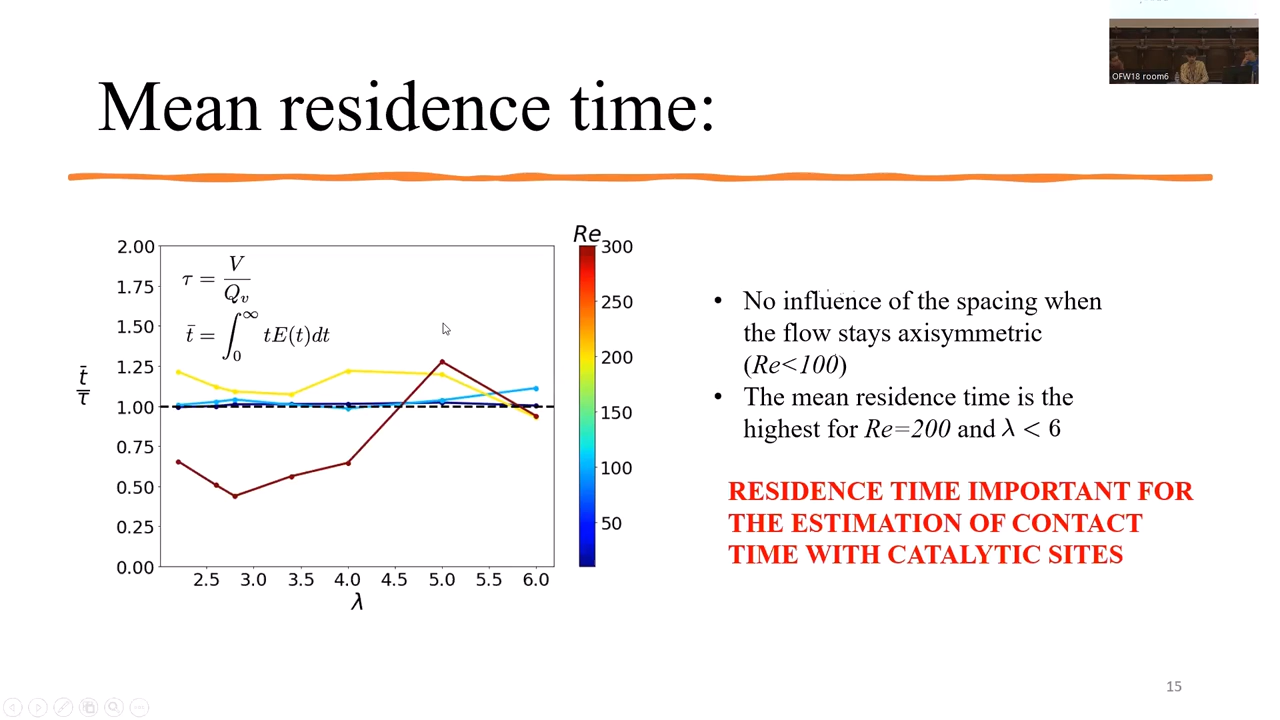 OFW18 room6
Mean residence time:
Re
2.00
1.75
1.50
1.25
1.00
0.75
0.50
0.25
0.00
t̄/τ
τ = V/Q_v
t̄ = ∫₀^∞ tE(t)dt
2.5 3.0 3.5 4.0 4.5 5.0 5.5 6.0
λ
300
250
200
150
100
50
• No influence of the spacing when
the flow stays axisymmetric
(Re<100)
• The mean residence time is the
highest for Re=200 and λ < 6
RESIDENCE TIME IMPORTANT FOR
THE ESTIMATION OF CONTACT
TIME WITH CATALYTIC SITES
15